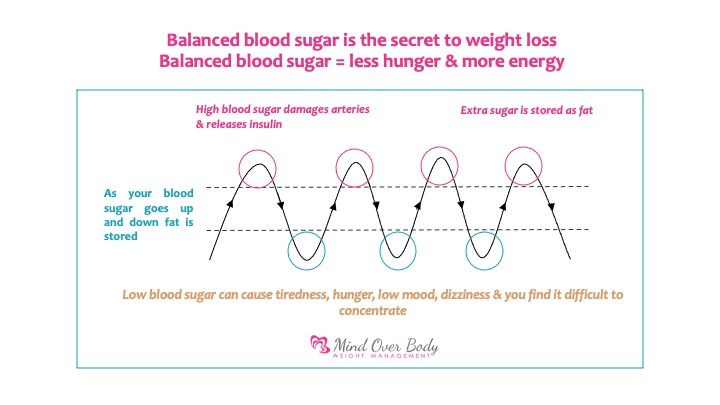 Balanced blood sugar is the secret to weight loss
Balanced blood sugar = less hunger & more energy
High blood sugar damages arteries
& releases insulin
Extra sugar is stored as fat
As your blood
sugar goes up
and down fat is
stored
Low blood sugar can cause tiredness, hunger, low mood, dizziness & you find it difficult to
concentrate
Mind Over Body
WEIGHT MANAGEMENT